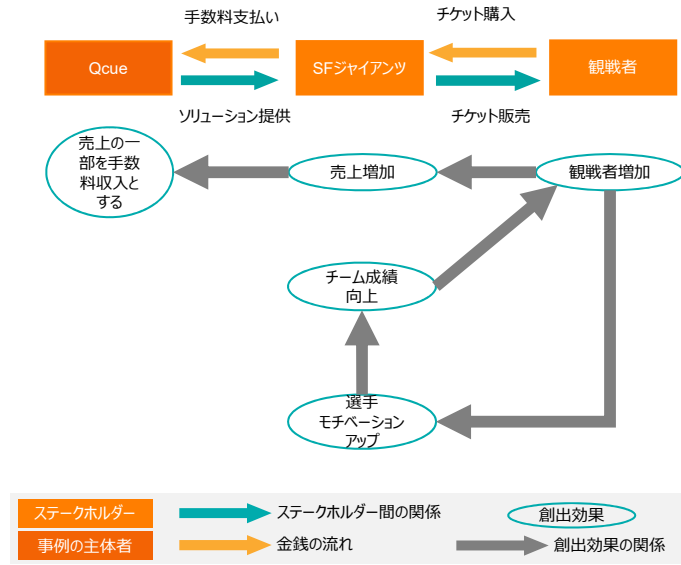 手数料支払い
チケット購入
Qcue
SFジャイアンツ
観戦者
ソリューション提供
チケット販売
売上の一
部を手数
料収入と
する
売上増加
観戦者増加
チーム成績
向上
選手
モチベーション
アップ
ステークホルダー
ステークホルダー間の関係
創出効果
事例の主体者
金銭の流れ
創出効果の関係